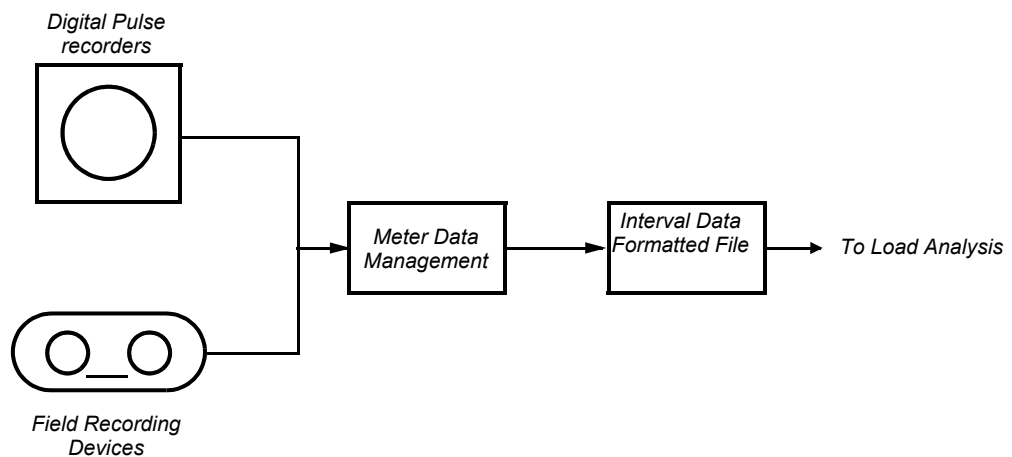 Digital Pulse
recorders
Meter Data
Management
Interval Data
Formatted File
To Load Analysis
Field Recording
Devices